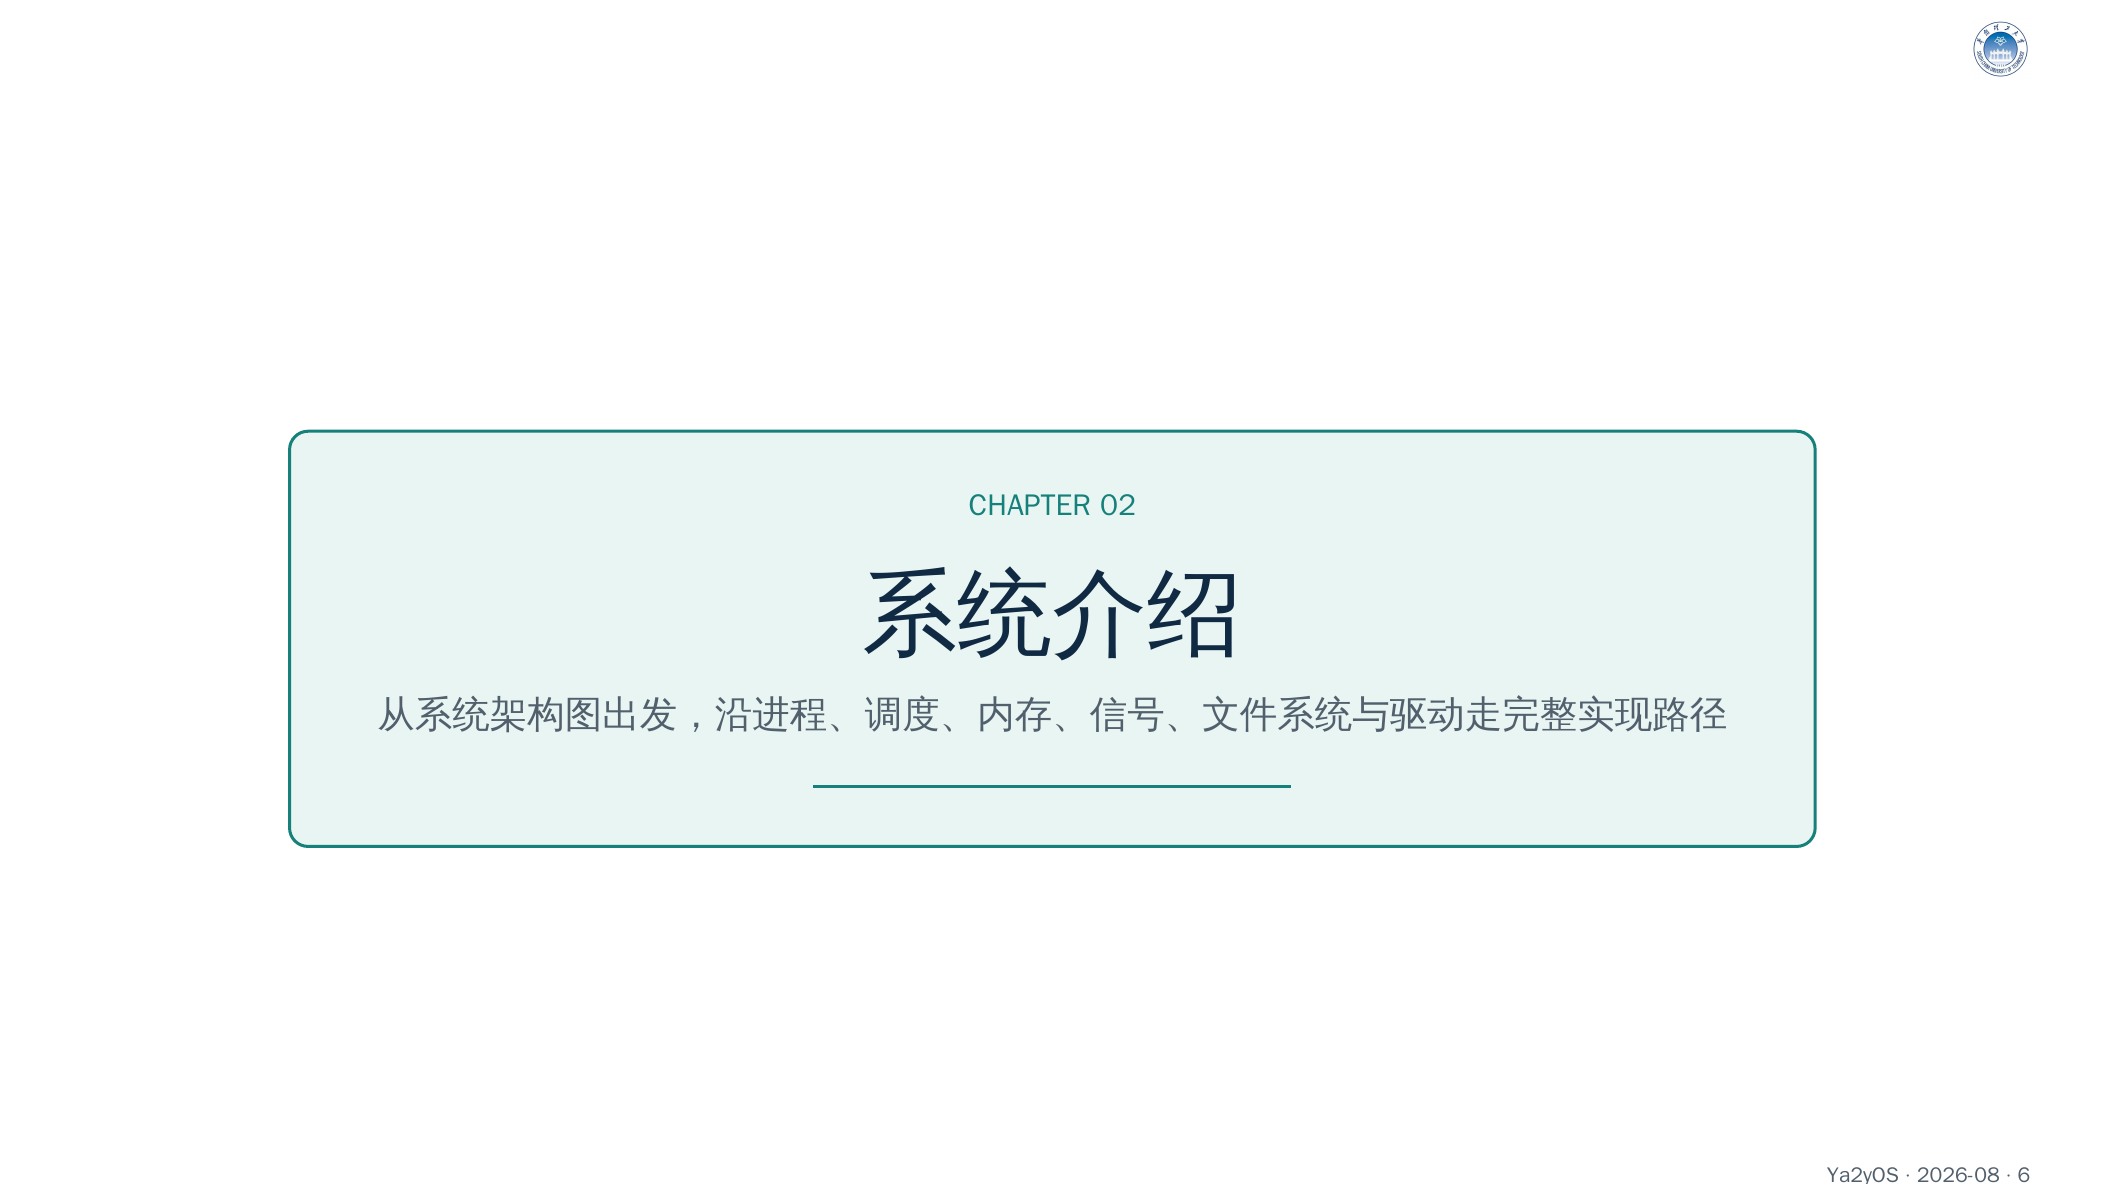 CHAPTER 02
系统介绍
从系统架构图出发，沿进程、调度、内存、信号、文件系统与驱动走完整实现路径
Ya2yOS · 2026-08 · 6